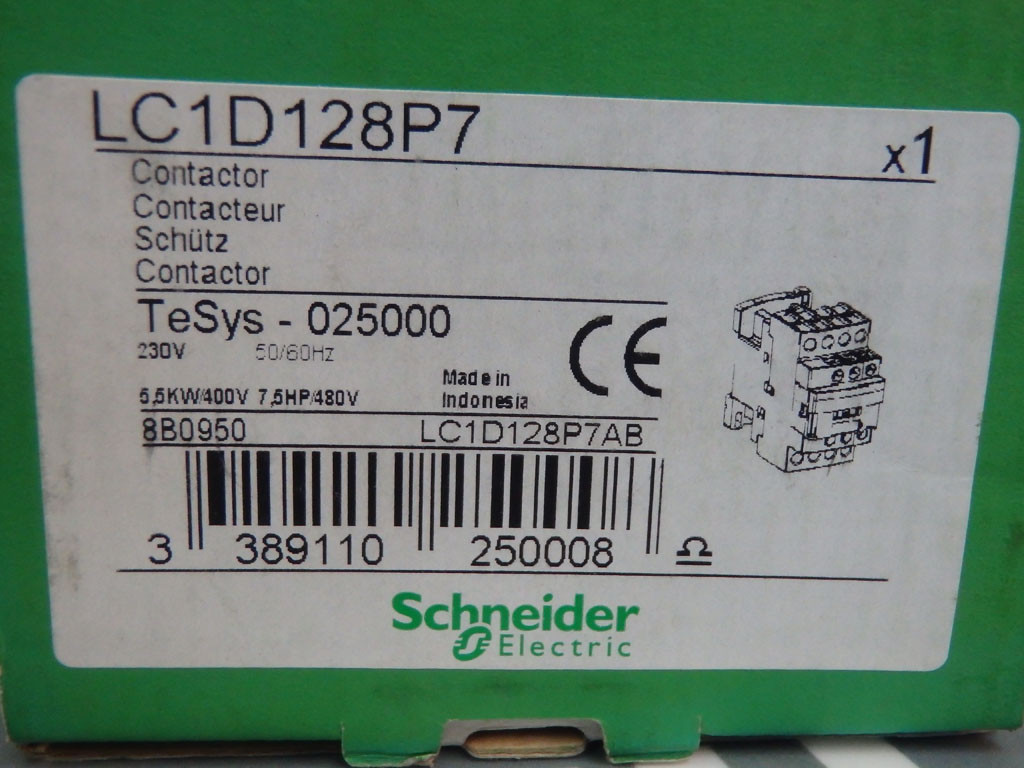 LC1D128P7
x1
Contactor
Contacteur
Schütz
Contactor
TeSys - 025000
230V 50/60Hz
5,5KW/400V 7,5HP/480V
Made in
Indonesia
CE
8B0950 LC1D128P7AB
3 389110 250008
Schneider
Electric